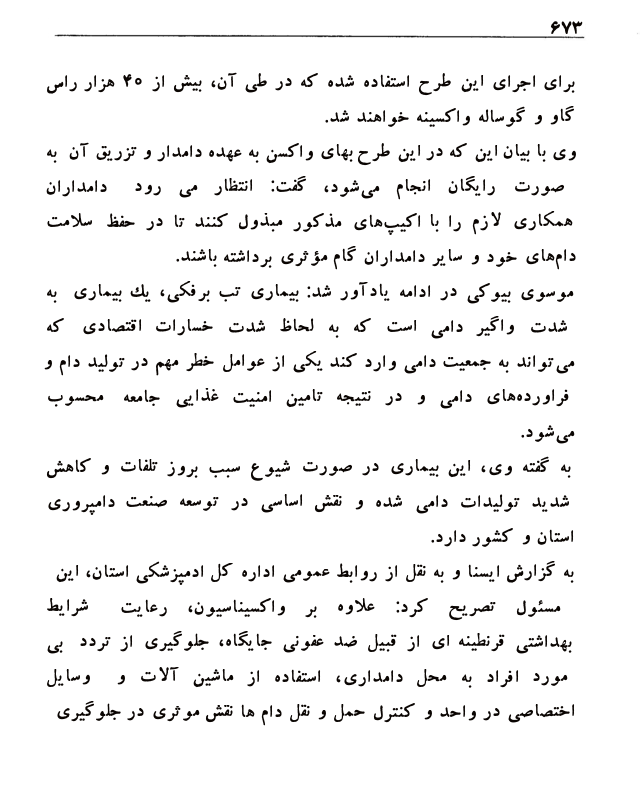 ۶۷۳
برای اجرای این طرح استفاده شده که در طی آن، بیش از ۴۰ هزار راس
گاو و گوساله واکسینه خواهند شد.
وی با بیان این که در این طرح بهای واکسن به عهده دامدار و تزریق آن به
صورت رایگان انجام می‌شود، گفت: انتظار می رود دامداران
همکاری لازم را با اکیپ‌های مذکور مبذول کنند تا در حفظ سلامت
دام‌های خود و سایر دامداران گام مؤثری برداشته باشند.
موسوی بیوکی در ادامه یادآور شد: بیماری تب برفکی، یك بیماری به
شدت واگیر دامی است که به لحاظ شدت خسارات اقتصادی که
می‌تواند به جمعیت دامی وارد کند یکی از عوامل خطر مهم در تولید دام و
فراورده‌های دامی و در نتیجه تامین امنیت غذایی جامعه محسوب
می‌شود.
به گفته وی، این بیماری در صورت شیوع سبب بروز تلفات و کاهش
شدید تولیدات دامی شده و نقش اساسی در توسعه صنعت دامپروری
استان و کشور دارد.
به گزارش ایسنا و به نقل از روابط عمومی اداره کل ادمپزشکی استان، این
مسئول تصریح کرد: علاوه بر واکسیناسیون، رعایت شرایط
بهداشتی قرنطینه ای از قبیل ضد عفونی جایگاه، جلوگیری از تردد بی
مورد افراد به محل دامداری، استفاده از ماشین آلات و وسایل
اختصاصی در واحد و کنترل حمل و نقل دام ها نقش موثری در جلوگیری